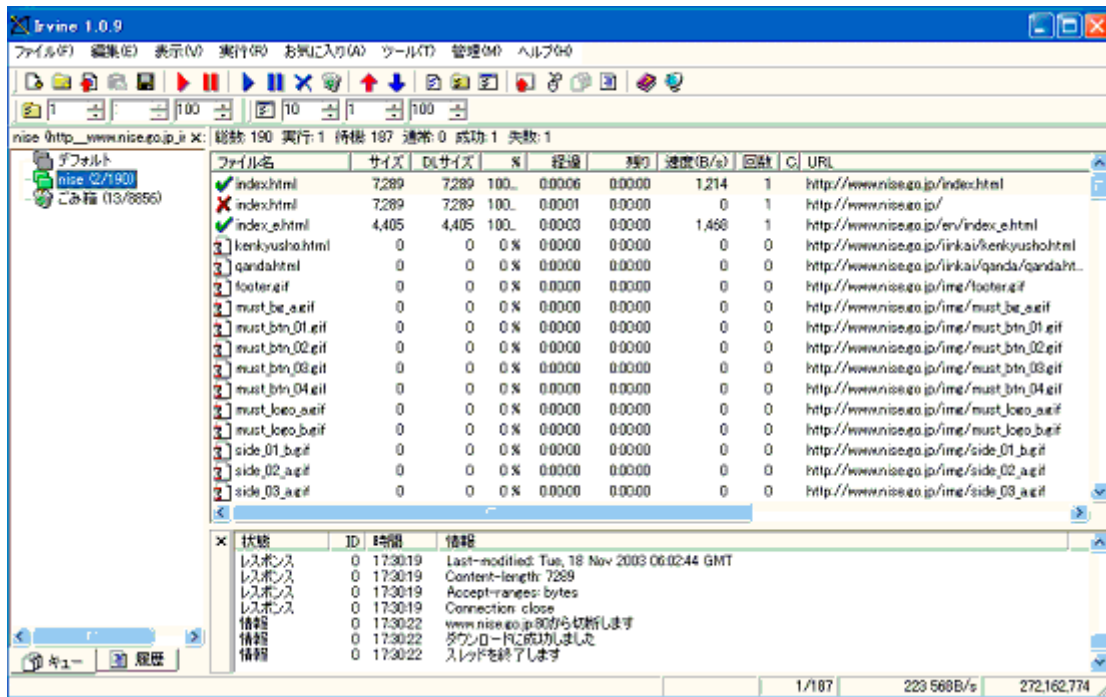 Irvine 1.0.9
ファイル(F) 編集(E) 表示(V) 実行(R) お気に入り(A) ツール(T) 管理(M) ヘルプ(H)
1 100 10 1 100
nise (http__www.nise.go.jp_i 総数: 190 実行: 1 待機: 187 通常: 0 成功: 1 失敗: 1
デフォルト
nise (2/190)
ごみ箱 (13/8856)
ファイル名 サイズ DLサイズ % 経過 残り 速度(B/s) 回数 C URL
index.html 7,289 7,289 100... 0:00:06 0:00:00 1,214 1 http://www.nise.go.jp/index.html
index.html 7,289 7,289 100... 0:00:01 0:00:00 0 1 http://www.nise.go.jp/
index_e.html 4,405 4,405 100... 0:00:03 0:00:00 1,468 1 http://www.nise.go.jp/en/index_e.html
kenkyusho.html 0 0 0 % 0:00:00 0:00:00 0 0 http://www.nise.go.jp/iinkai/kenkyusho.html
qanda.html 0 0 0 % 0:00:00 0:00:00 0 0 http://www.nise.go.jp/iinkai/qanda/qanda.ht...
footer.gif 0 0 0 % 0:00:00 0:00:00 0 0 http://www.nise.go.jp/img/footer.gif
must_bg_a.gif 0 0 0 % 0:00:00 0:00:00 0 0 http://www.nise.go.jp/img/must_bg_a.gif
must_btn_01.gif 0 0 0 % 0:00:00 0:00:00 0 0 http://www.nise.go.jp/img/must_btn_01.gif
must_btn_02.gif 0 0 0 % 0:00:00 0:00:00 0 0 http://www.nise.go.jp/img/must_btn_02.gif
must_btn_03.gif 0 0 0 % 0:00:00 0:00:00 0 0 http://www.nise.go.jp/img/must_btn_03.gif
must_btn_04.gif 0 0 0 % 0:00:00 0:00:00 0 0 http://www.nise.go.jp/img/must_btn_04.gif
must_logo_a.gif 0 0 0 % 0:00:00 0:00:00 0 0 http://www.nise.go.jp/img/must_logo_a.gif
must_logo_b.gif 0 0 0 % 0:00:00 0:00:00 0 0 http://www.nise.go.jp/img/must_logo_b.gif
side_01_b.gif 0 0 0 % 0:00:00 0:00:00 0 0 http://www.nise.go.jp/img/side_01_b.gif
side_02_a.gif 0 0 0 % 0:00:00 0:00:00 0 0 http://www.nise.go.jp/img/side_02_a.gif
side_03_a.gif 0 0 0 % 0:00:00 0:00:00 0 0 http://www.nise.go.jp/img/side_03_a.gif
状態 ID 時間 情報
レスポンス 0 17:30:19 Last-modified: Tue, 18 Nov 2003 06:02:44 GMT
レスポンス 0 17:30:19 Content-length: 7289
レスポンス 0 17:30:19 Accept-ranges: bytes
レスポンス 0 17:30:19 Connection: close
情報 0 17:30:22 www.nise.go.jp:80から切断します
情報 0 17:30:22 ダウンロードに成功しました
情報 0 17:30:22 スレッドを終了します
キュー 履歴
1/187 223 568B/s 272,162,774